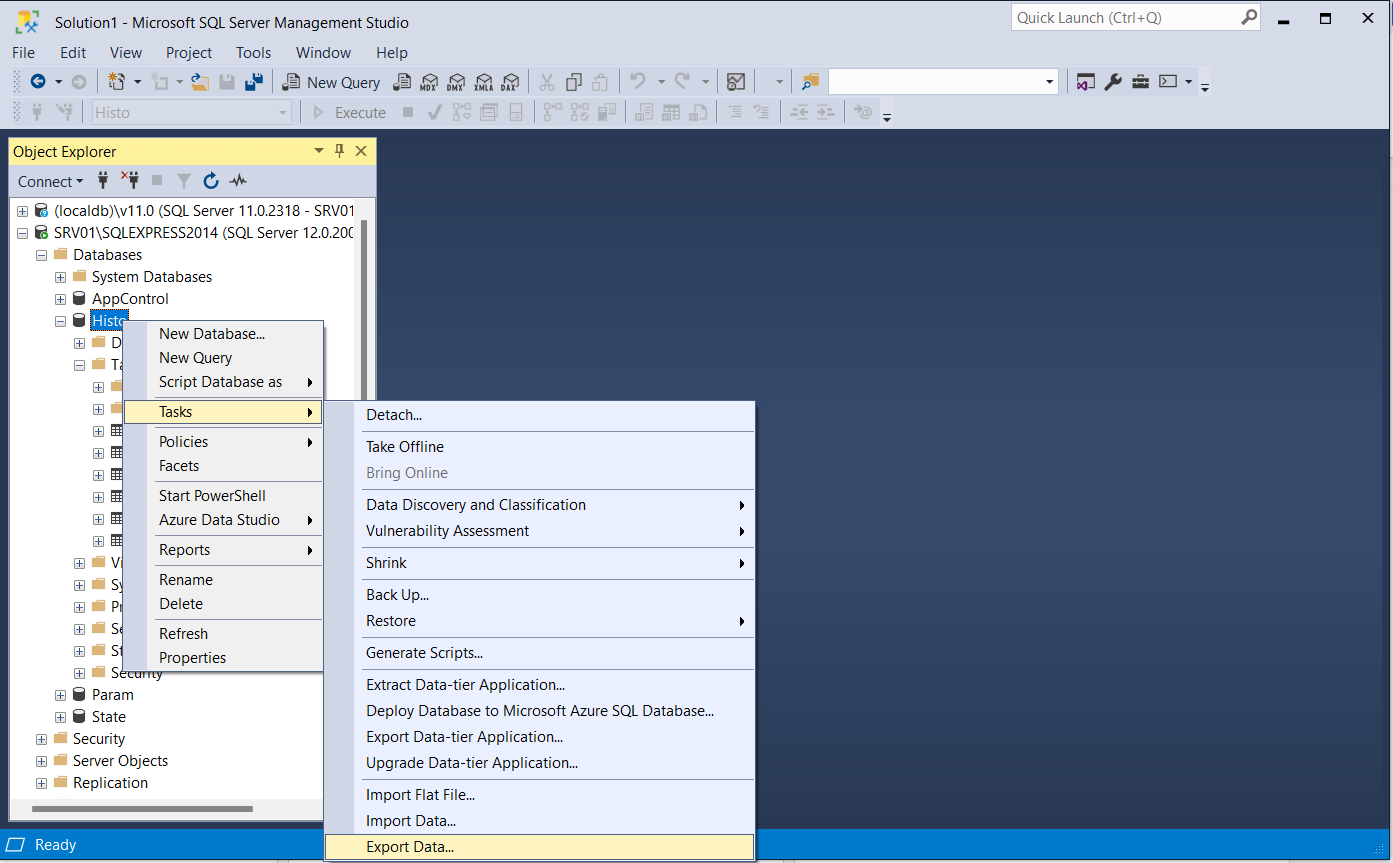 Solution1 - Microsoft SQL Server Management Studio
Quick Launch (Ctrl+Q)
File Edit View Project Tools Window Help
New Query MDX DMX XMLA DAX
Histo Execute
Object Explorer
Connect
(localdb)\v11.0 (SQL Server 11.0.2318 - SRV01
SRV01\SQLEXPRESS2014 (SQL Server 12.0.200
Databases
System Databases
AppControl
Histo
New Database...
New Query
Script Database as
Tasks
Policies
Facets
Start PowerShell
Azure Data Studio
Reports
Rename
Delete
Refresh
Properties
Detach...
Take Offline
Bring Online
Data Discovery and Classification
Vulnerability Assessment
Shrink
Back Up...
Restore
Generate Scripts...
Extract Data-tier Application...
Deploy Database to Microsoft Azure SQL Database...
Export Data-tier Application...
Upgrade Data-tier Application...
Import Flat File...
Import Data...
Export Data...
D
Ta
Vi
Sy
Pr
Se
St
Security
Param
State
Security
Server Objects
Replication
Ready